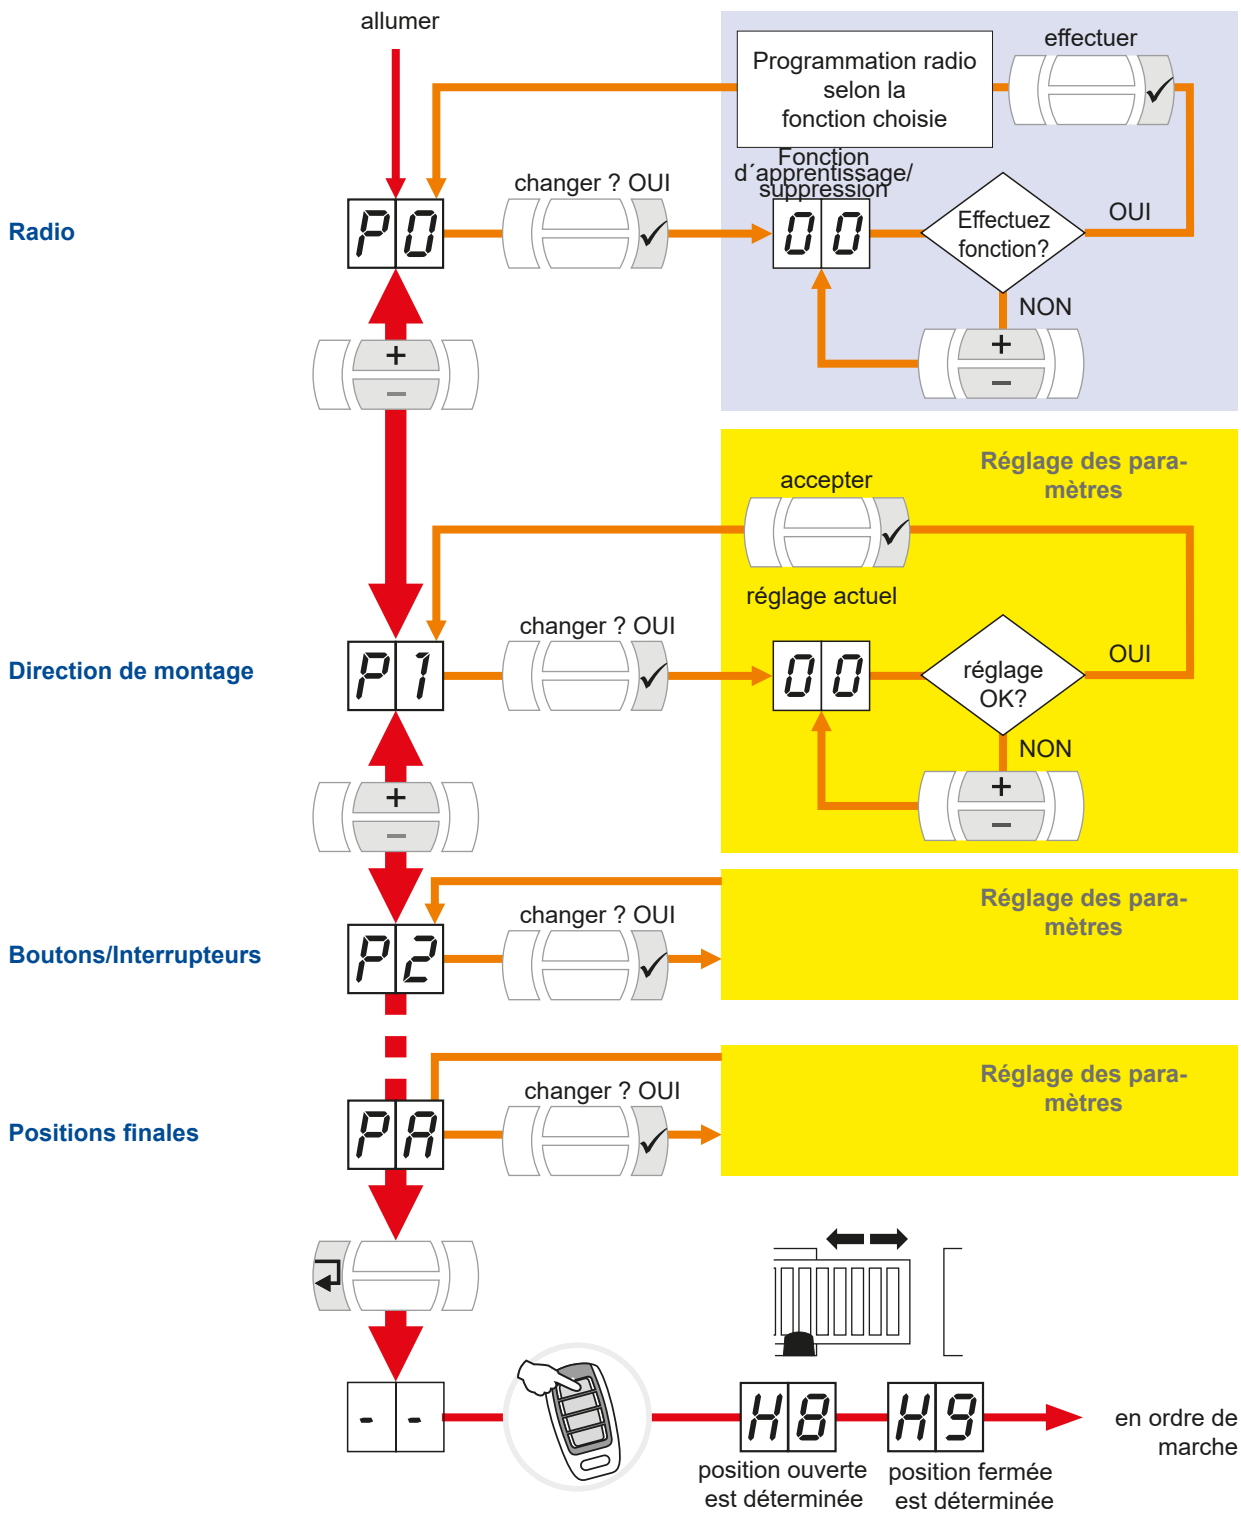 allumer
effectuer
Programmation radio
selon la
fonction choisie
Fonction
d´apprentissage/
suppression
changer ? OUI
Radio
P0
00
Effectuez
fonction?
OUI
NON
+
−
+
−
Réglage des para-
mètres
accepter
réglage actuel
changer ? OUI
Direction de montage
P1
00
réglage
OK?
OUI
NON
+
−
+
−
Réglage des para-
mètres
changer ? OUI
Boutons/Interrupteurs
P2
Réglage des para-
mètres
changer ? OUI
Positions finales
PA
- -
H8
H9
en ordre de
marche
position ouverte
est déterminée
position fermée
est déterminée